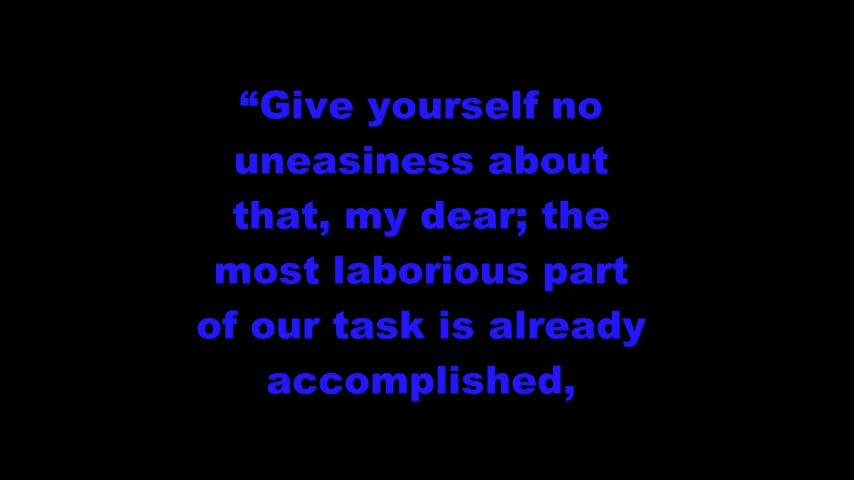 “Give yourself no
uneasiness about
that, my dear; the
most laborious part
of our task is already
accomplished,